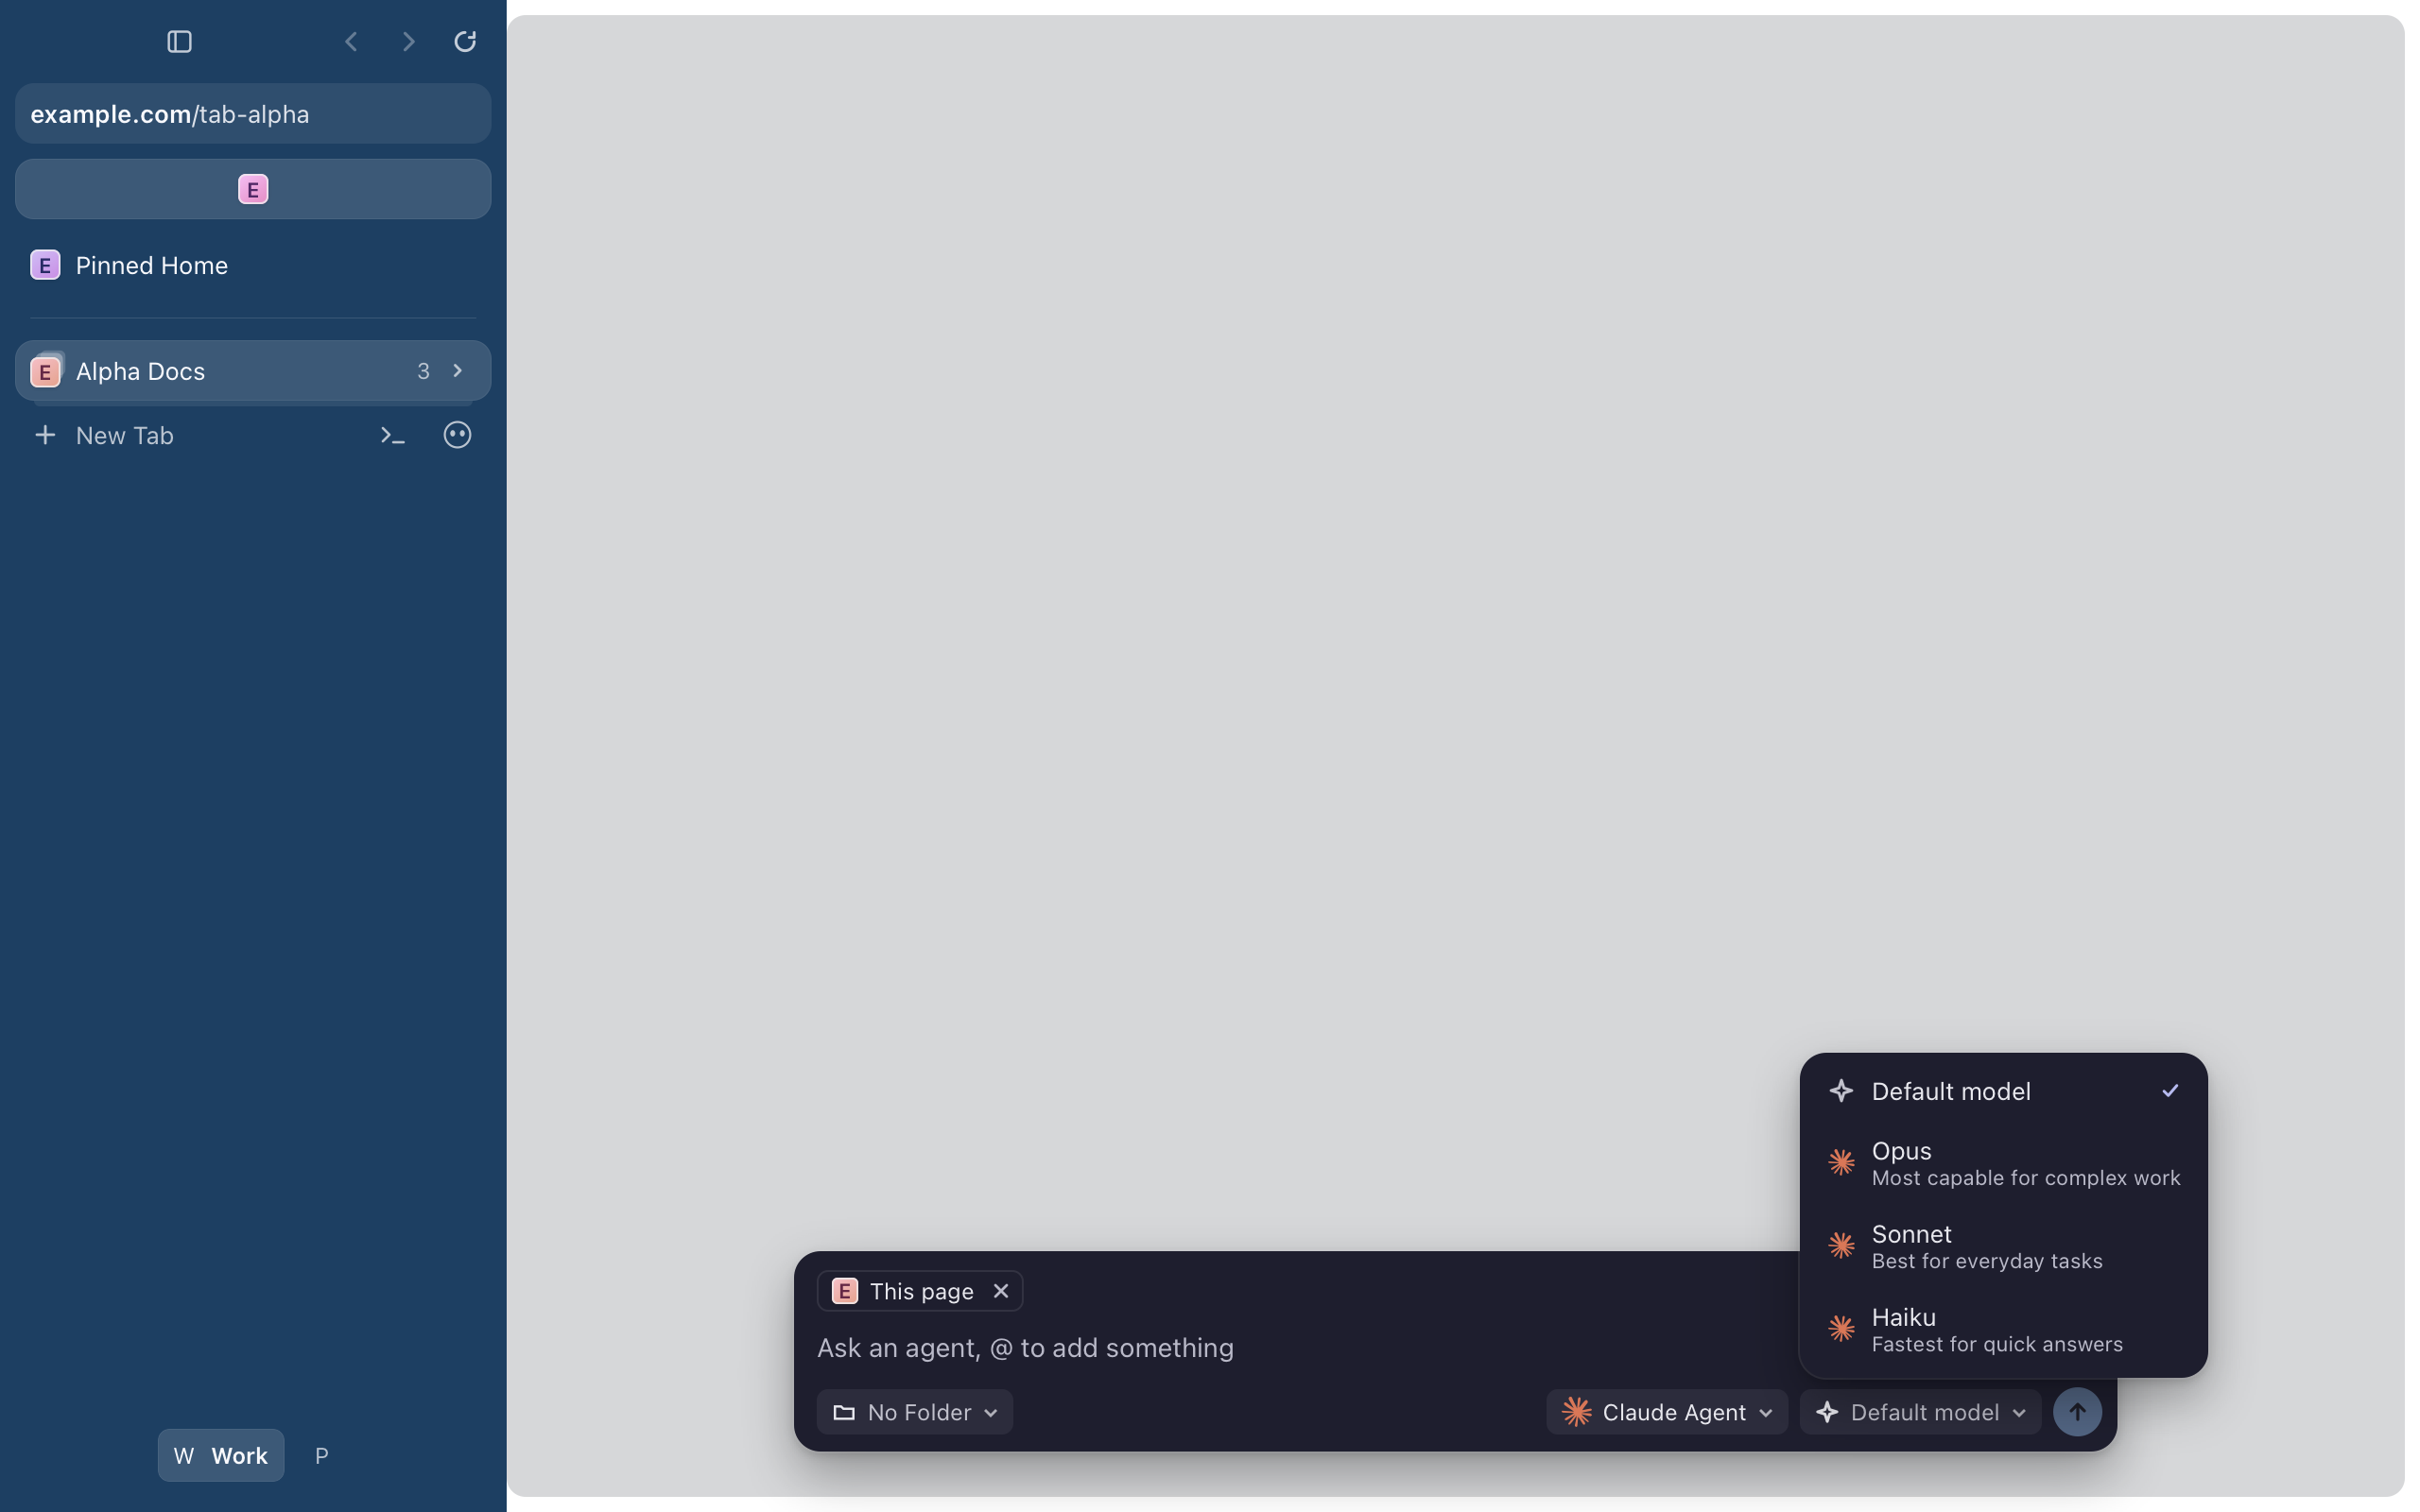 example.com/tab-alpha
E
E Pinned Home
E Alpha Docs 3
New Tab
Default model
Opus
Most capable for complex work
Sonnet
Best for everyday tasks
Haiku
Fastest for quick answers
E This page
Ask an agent, @ to add something
No Folder Claude Agent Default model
W Work P